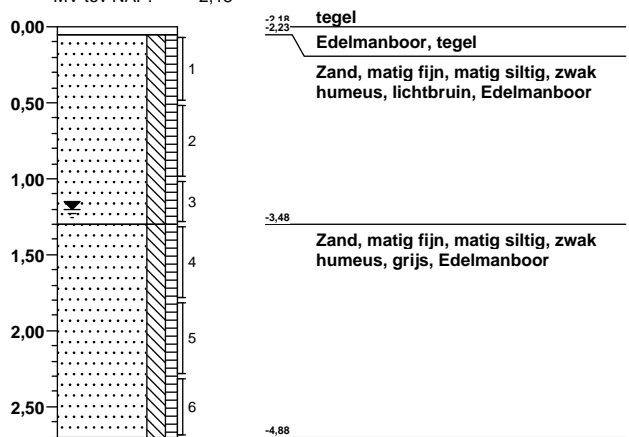 0,00
-2,18
tegel
-2,23
Edelmanboor, tegel
1
Zand, matig fijn, matig siltig, zwak
humeus, lichtbruin, Edelmanboor
0,50
2
1,00
3
-3,48
Zand, matig fijn, matig siltig, zwak
humeus, grijs, Edelmanboor
4
1,50
5
2,00
6
2,50
-4,88